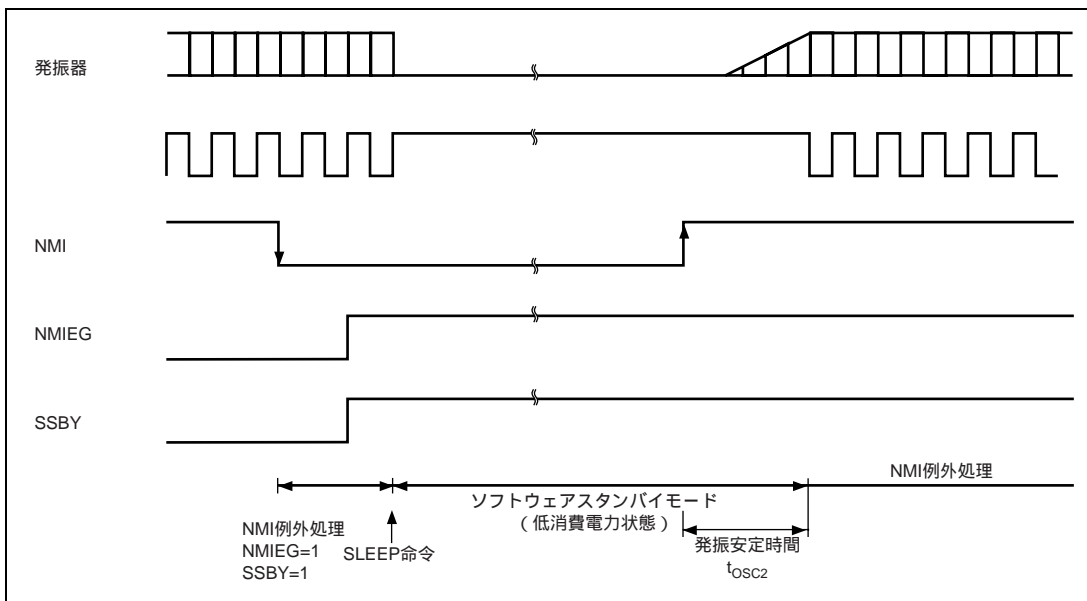 発振器
NMI
NMIEG
SSBY
NMI例外処理
NMIEG=1
SSBY=1
SLEEP命令
ソフトウェアスタンバイモード
（低消費電力状態）
発振安定時間
tOSC2
NMI例外処理